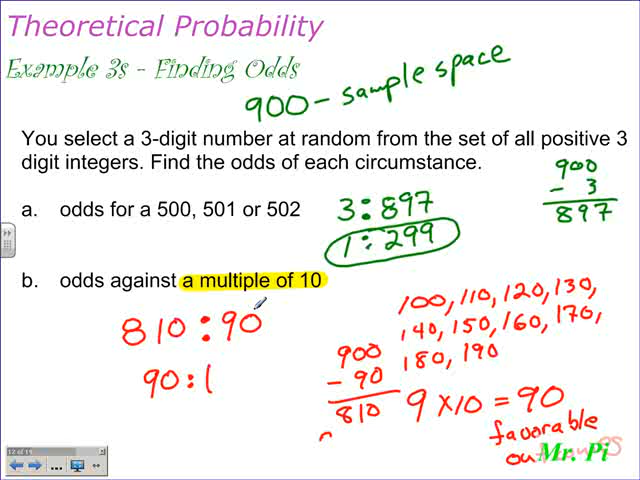 Theoretical Probability
Example 3s - Finding Odds
900 - sample space
You select a 3-digit number at random from the set of all positive 3
digit integers. Find the odds of each circumstance.
900
- 3
897
a. odds for a 500, 501 or 502
3:897
1:299
b. odds against a multiple of 10
810:90
90:1
100, 110, 120, 130,
140, 150, 160, 170,
180, 190
900
- 90
810
9 x 10 = 90
favorable
12 of 19
Mr. Pi